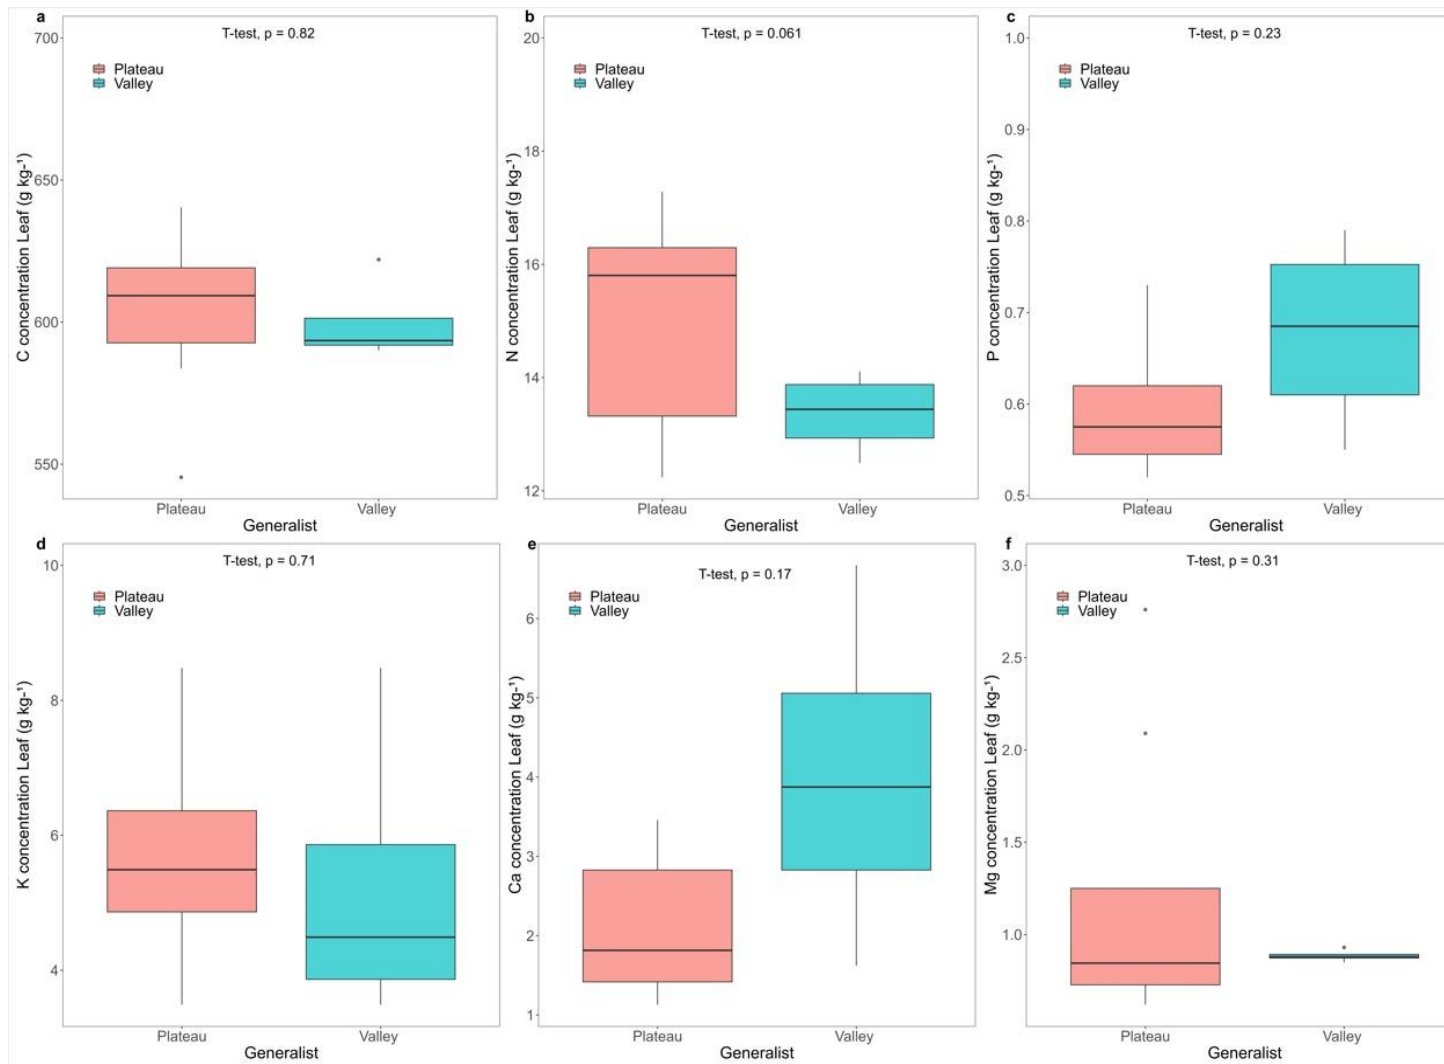 a
T-test, p = 0.82
Plateau
Valley
700
650
600
550
C concentration Leaf (g kg-¹)
Plateau
Valley
Generalist
b
T-test, p = 0.061
Plateau
Valley
20
18
16
14
12
N concentration Leaf (g kg-¹)
Plateau
Valley
Generalist
c
T-test, p = 0.23
Plateau
Valley
1.0
0.9
0.8
0.7
0.6
0.5
P concentration Leaf (g kg-¹)
Plateau
Valley
Generalist
d
T-test, p = 0.71
Plateau
Valley
10
8
6
4
K concentration Leaf (g kg-¹)
Plateau
Valley
Generalist
e
T-test, p = 0.17
Plateau
Valley
6
5
4
3
2
1
Ca concentration Leaf (g kg-¹)
Plateau
Valley
Generalist
f
T-test, p = 0.31
Plateau
Valley
3.0
2.5
2.0
1.5
1.0
Mg concentration Leaf (g kg-¹)
Plateau
Valley
Generalist